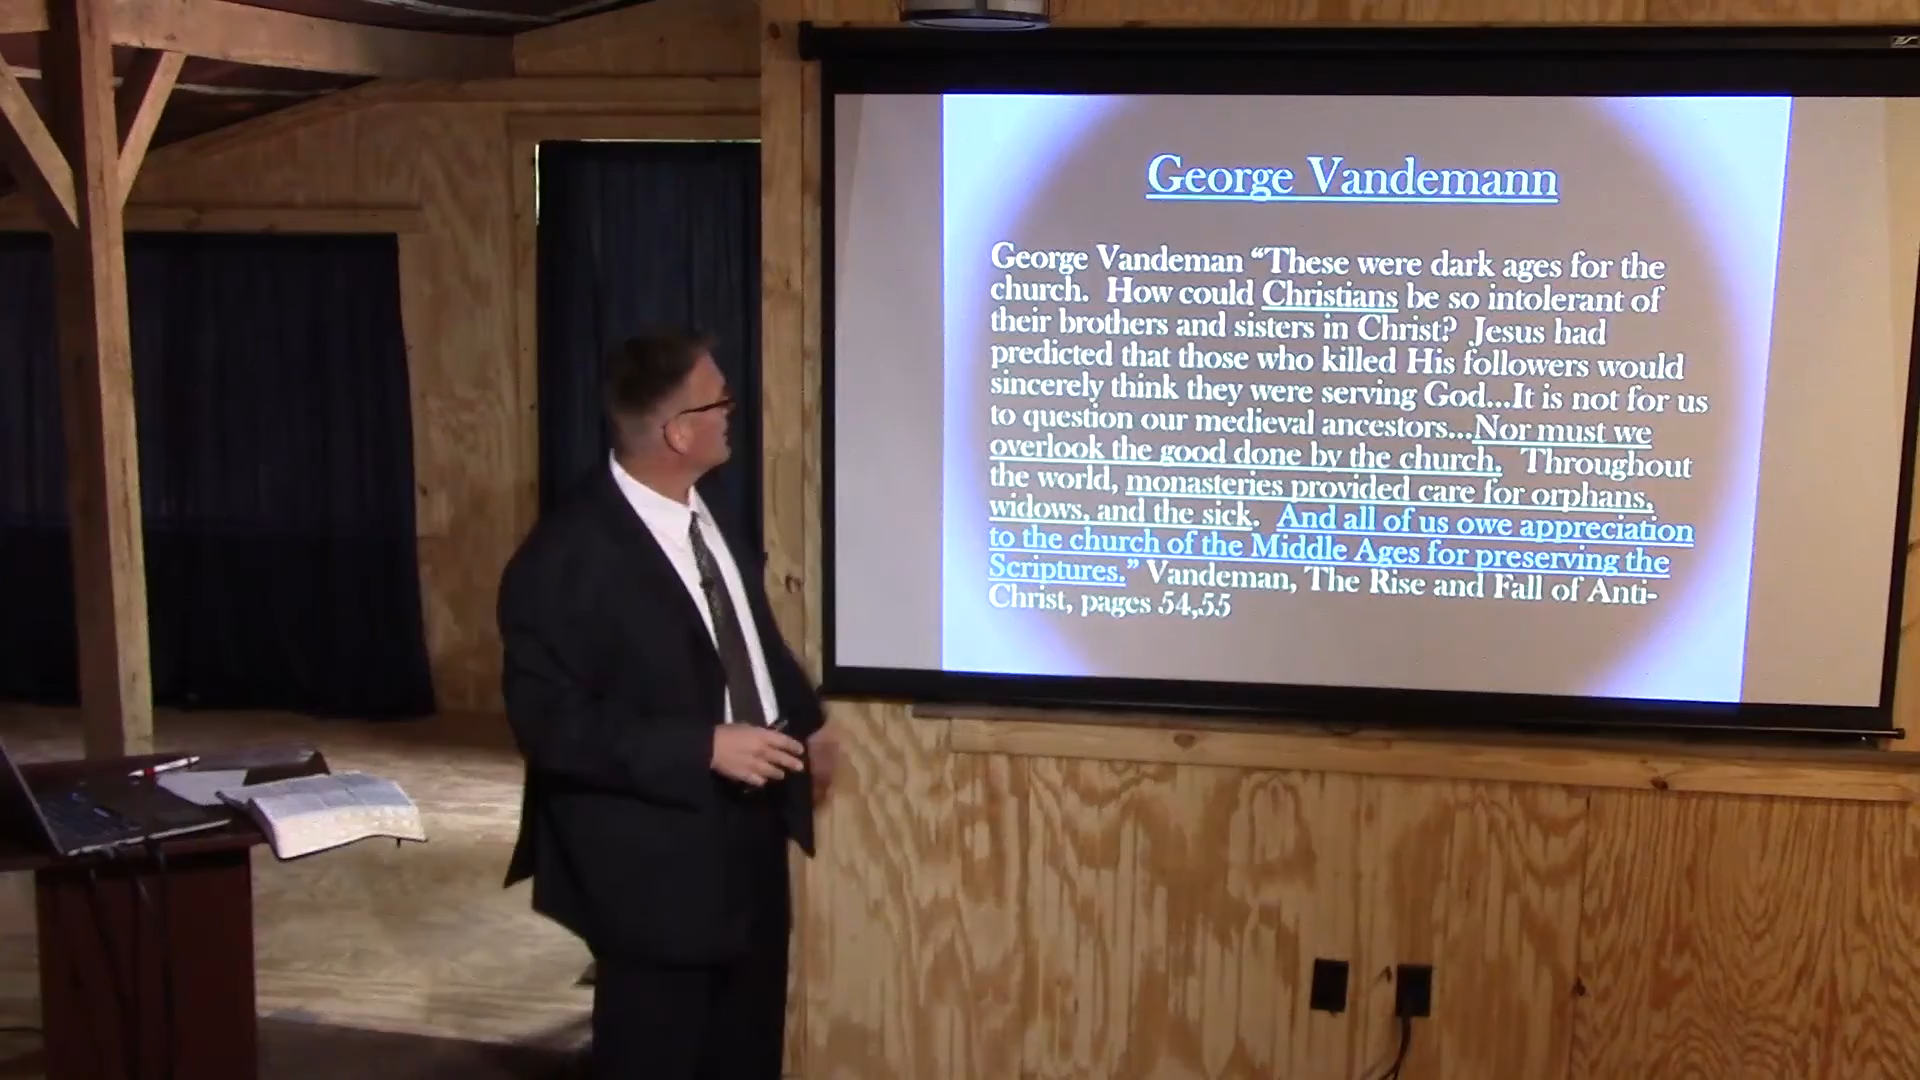 George Vandemann
George Vandeman “These were dark ages for the
church. How could Christians be so intolerant of
their brothers and sisters in Christ? Jesus had
predicted that those who killed His followers would
sincerely think they were serving God...It is not for us
to question our medieval ancestors...Nor must we
overlook the good done by the church. Throughout
the world, monasteries provided care for orphans,
widows, and the sick. And all of us owe appreciation
to the church of the Middle Ages for preserving the
Scriptures.” Vandeman, The Rise and Fall of Anti-
Christ, pages 54,55